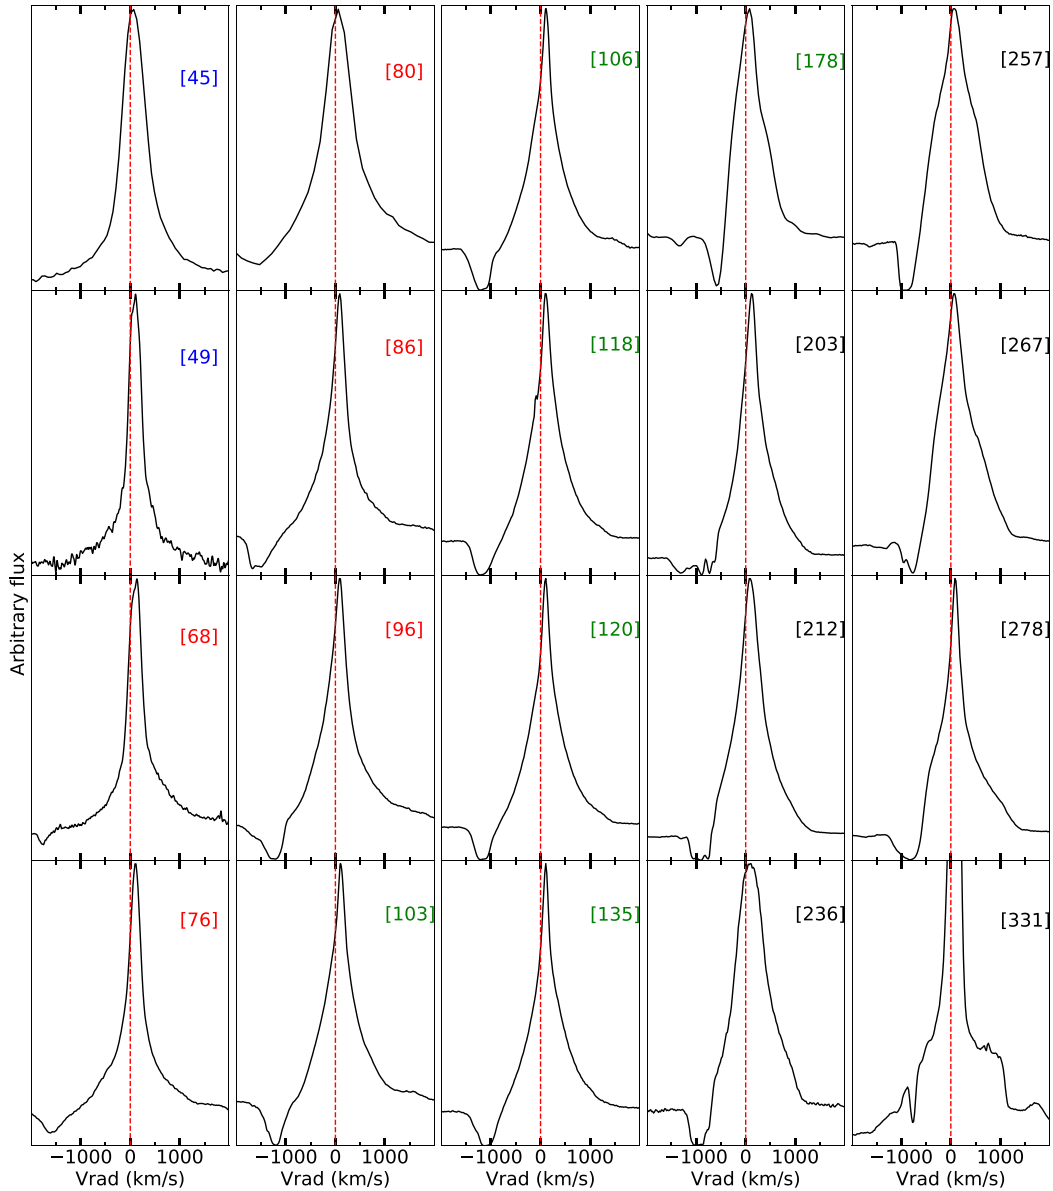 [45] [80] [106] [178] [257]
[49] [86] [118] [203] [267]
Arbitrary flux
[68] [96] [120] [212] [278]
[76] [103] [135] [236] [331]
−1000 0 1000 −1000 0 1000 −1000 0 1000 −1000 0 1000 −1000 0 1000
Vrad (km/s) Vrad (km/s) Vrad (km/s) Vrad (km/s) Vrad (km/s)